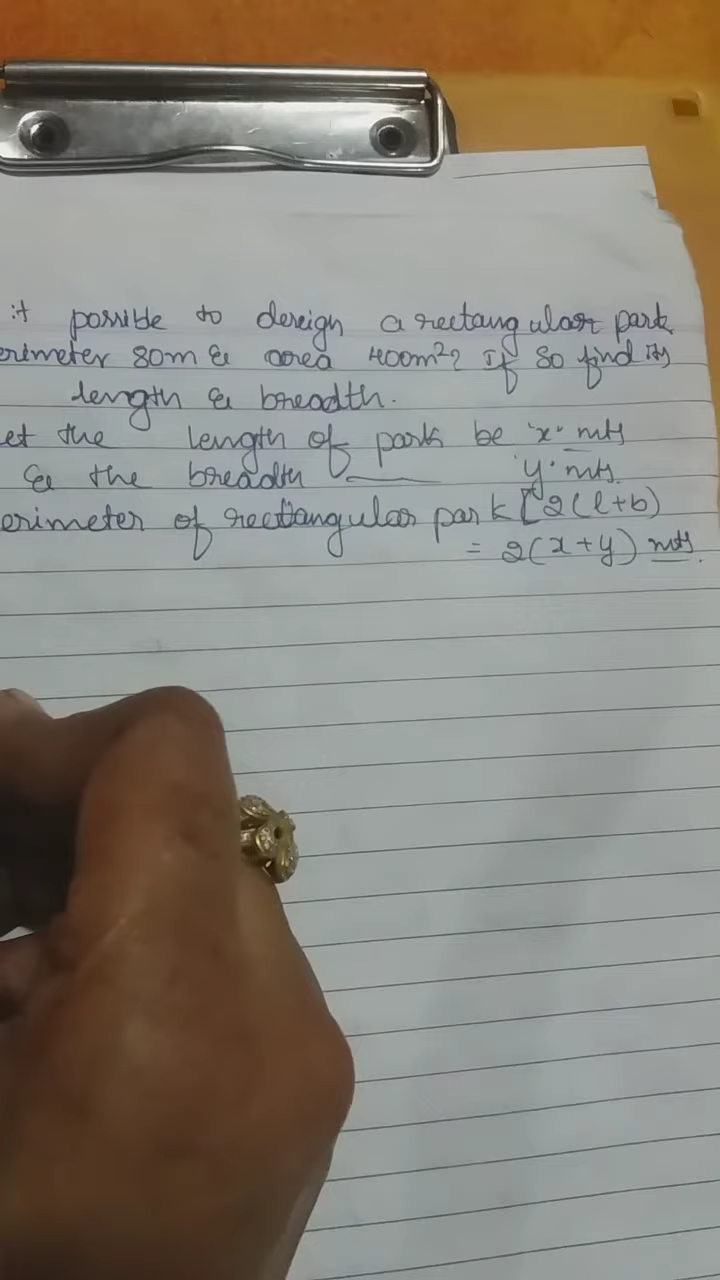 it possible to design a rectangular park
erimeter 80m & area 400m²? If so find its
length & breadth.
et the length of park be 'x' mts
& the breadth 'y' mts.
erimeter of rectangular park [2(l+b)
= 2(x+y) mts.